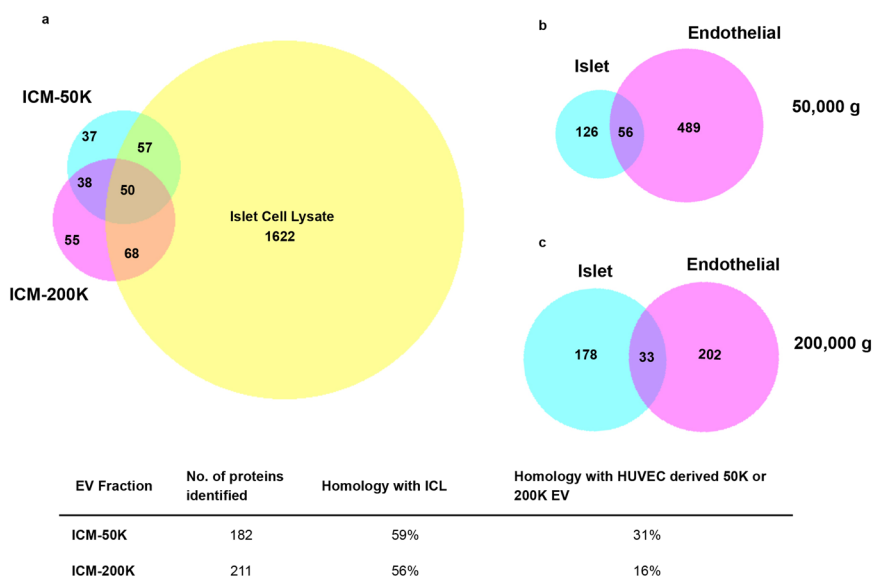 a
ICM-50K
37
57
38
50
55
68
ICM-200K
Islet Cell Lysate
1622
b
Islet
Endothelial
126
56
489
50,000 g
c
Islet
Endothelial
178
33
202
200,000 g
EV Fraction
No. of proteins
identified
Homology with ICL
Homology with HUVEC derived 50K or
200K EV
ICM-50K 182 59% 31%
ICM-200K 211 56% 16%